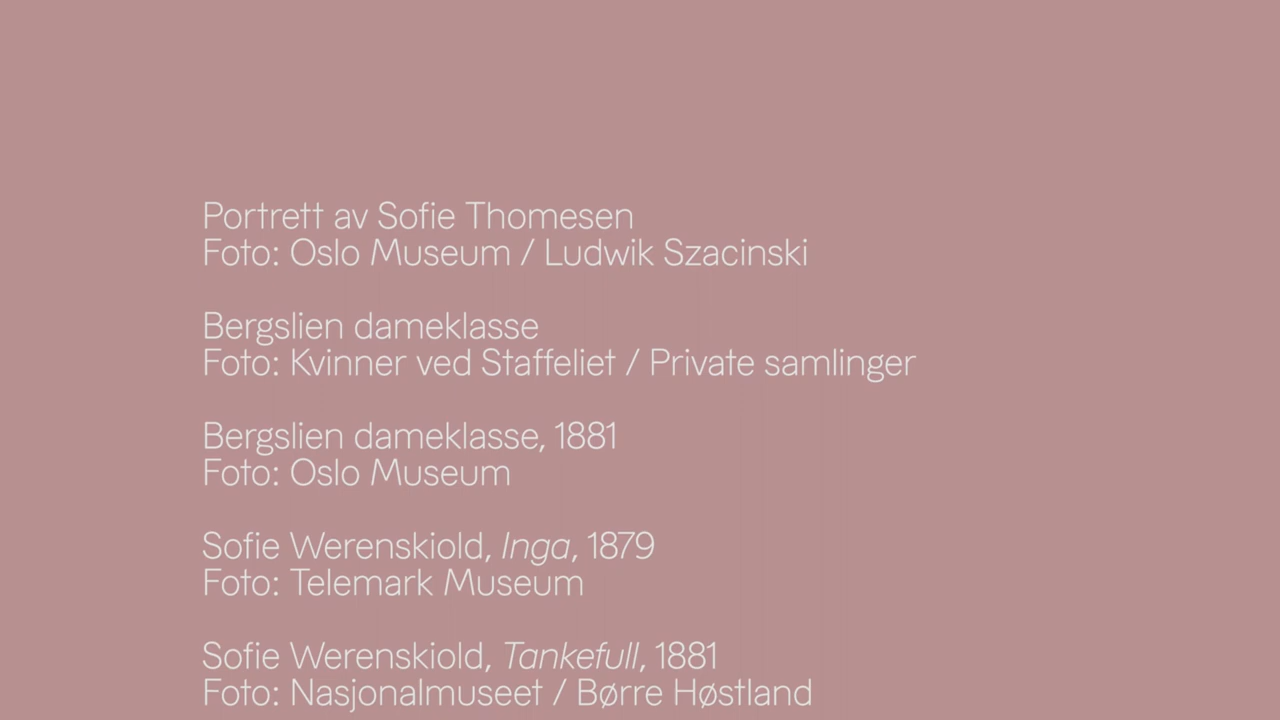 Portrett av Sofie Thomesen
Foto: Oslo Museum / Ludwik Szacinski
Bergslien dameklasse
Foto: Kvinner ved Staffeliet / Private samlinger
Bergslien dameklasse, 1881
Foto: Oslo Museum
Sofie Werenskiold, Inga, 1879
Foto: Telemark Museum
Sofie Werenskiold, Tankefull, 1881
Foto: Nasjonalmuseet / Børre Høstland